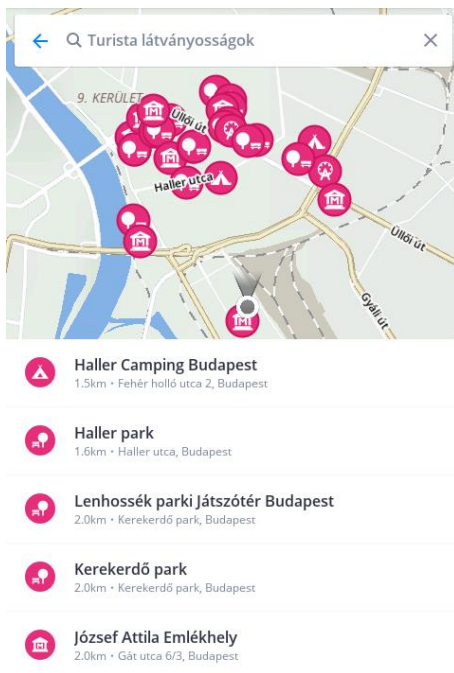 Turista látványosságok
9. KERÜLET
Üllői út
Haller utca
Üllői út
Gyáli út
Haller Camping Budapest
1.5km • Fehér holló utca 2, Budapest
Haller park
1.6km • Haller utca, Budapest
Lenhossék parki Játszótér Budapest
2.0km • Kerekerdő park, Budapest
Kerekerdő park
2.0km • Kerekerdő park, Budapest
József Attila Emlékhely
2.0km • Gát utca 6/3, Budapest